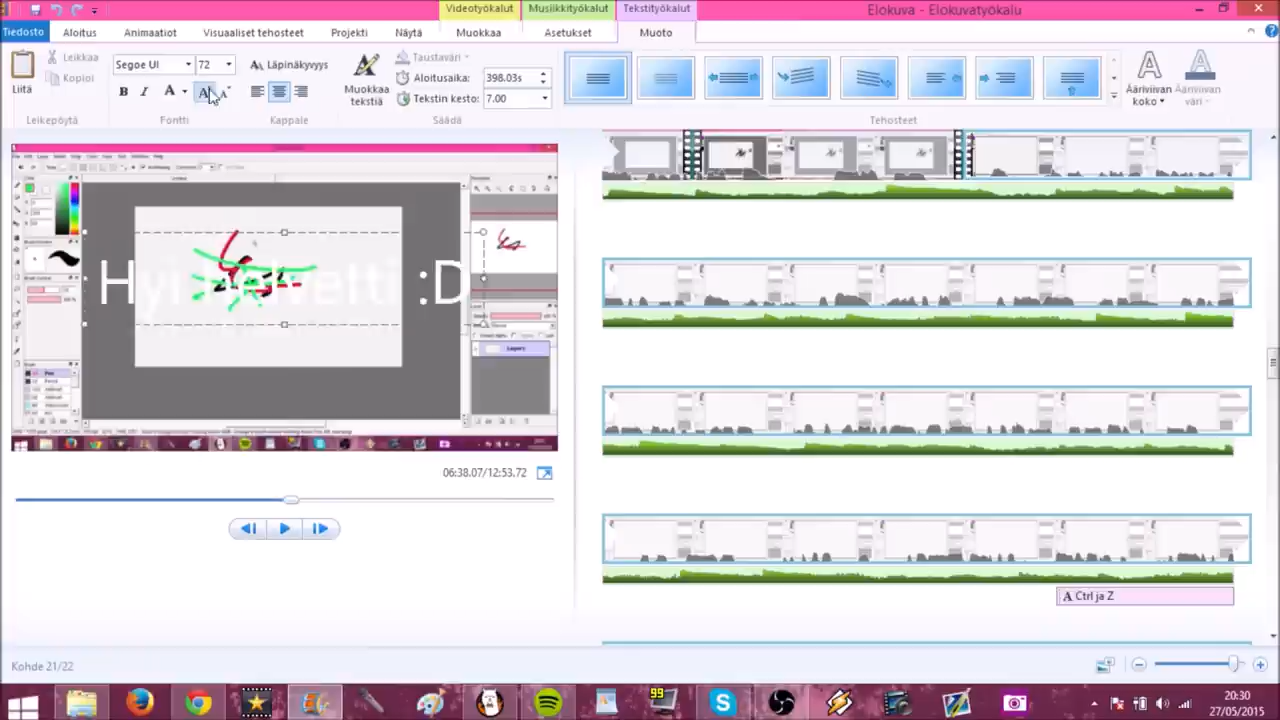 Videotyökalut Musiikkityökalut Tekstityökalut Elokuva - Elokuvatyökalu
Tiedosto Aloitus Animaatiot Visuaaliset tehosteet Projekti Näytä Muokkaa Asetukset Muoto
Liitä
Leikkaa
Kopioi
Leikepöytä
Segoe UI 72
Fontti
Läpinäkyvyys
Kappale
Muokkaa
tekstiä
Taustaväri
Aloitusaika: 398.03s
Tekstin kesto: 7.00
Säädä
Tehosteet
Ääriviivan
koko
Ääriviivan
väri
Hyi helvetti :D
06:38.07/12:53.72
A Ctrl ja Z
Kohde 21/22
99
20:30
27/05/2015